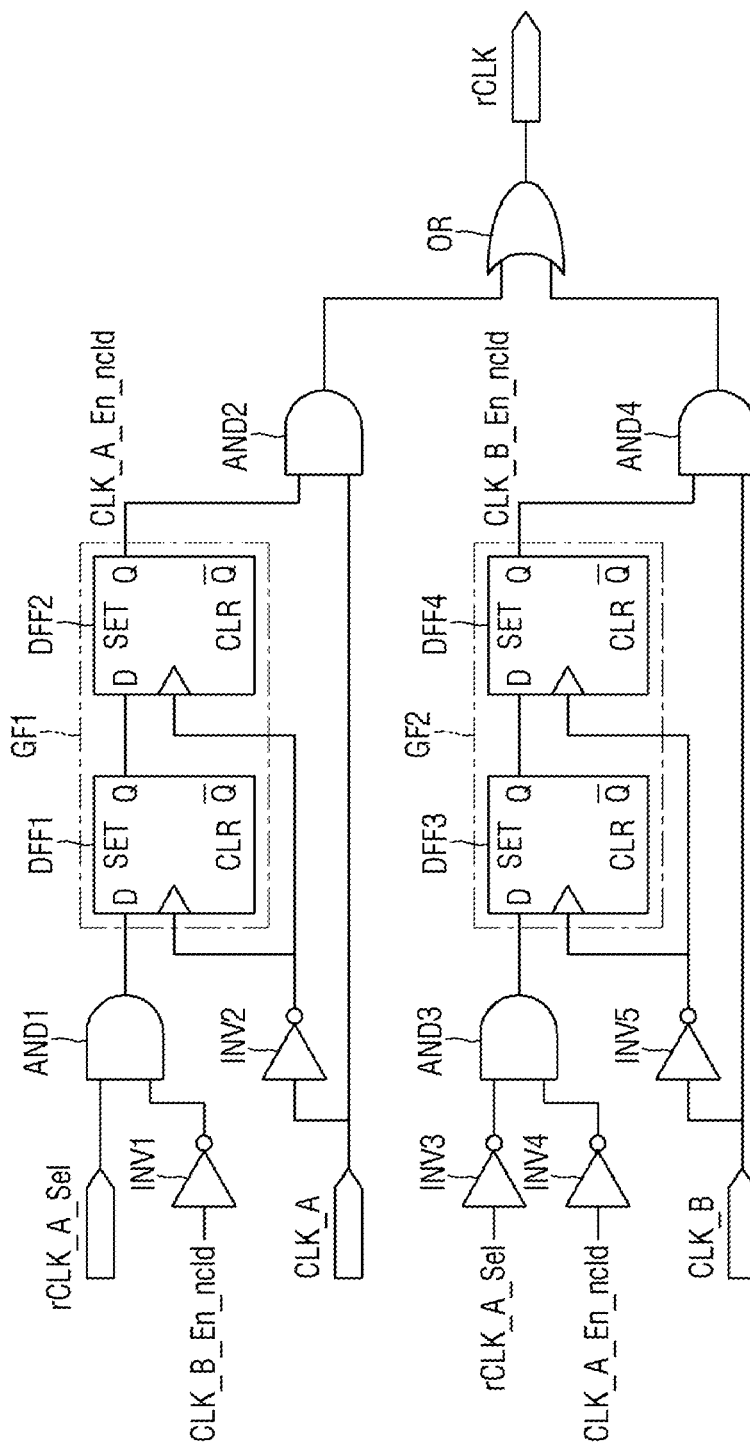 rCLK_A_Sel
CLK_B_En_ncld
INV1
AND1
CLK_A
INV2
GF1
DFF1
D
SET
Q
CLR
Q
DFF2
D
SET
Q
CLR
Q
CLK_A_En_ncld
AND2
rCLK_A_Sel
INV3
CLK_A_En_ncld
INV4
AND3
CLK_B
INV5
GF2
DFF3
D
SET
Q
CLR
Q
DFF4
D
SET
Q
CLR
Q
CLK_B_En_ncld
AND4
OR
rCLK